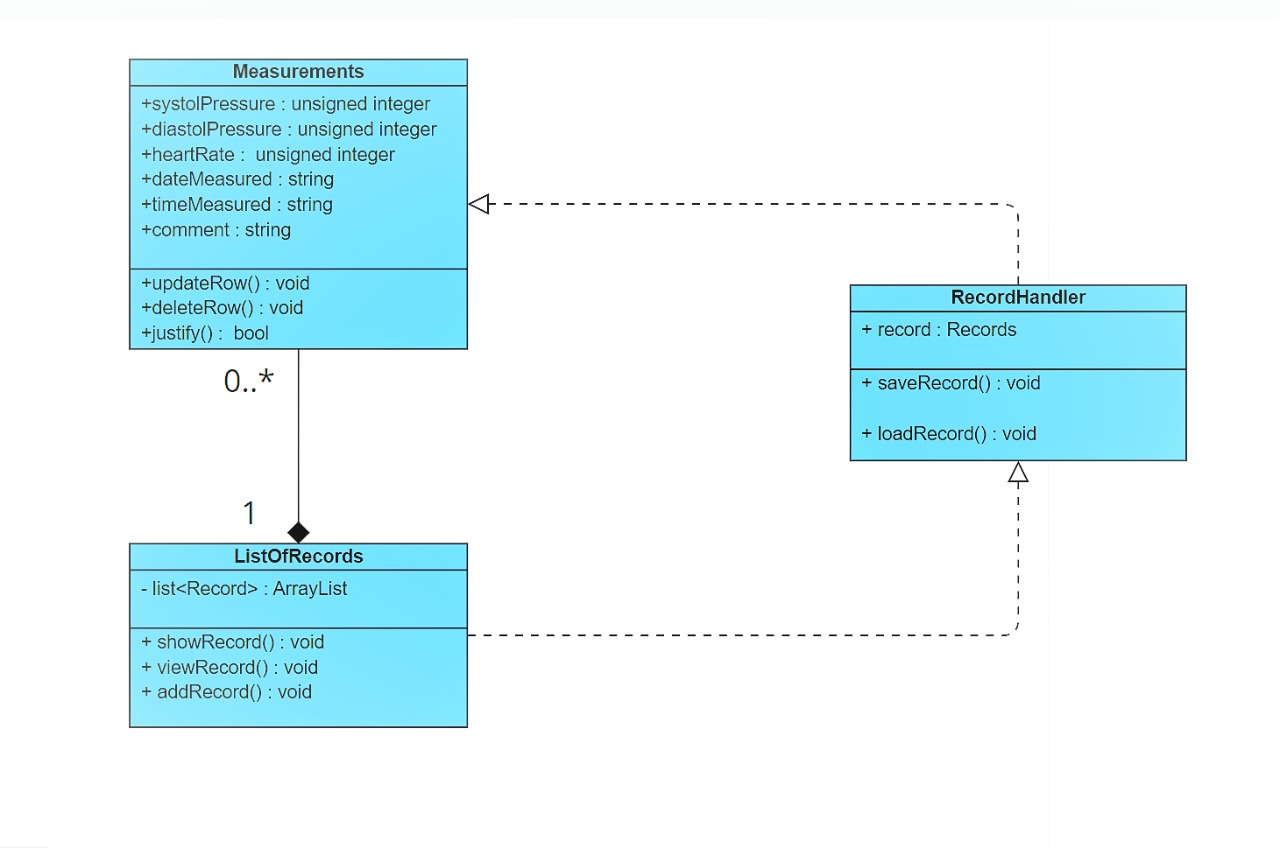 Measurements
+systolPressure : unsigned integer
+diastolPressure : unsigned integer
+heartRate :  unsigned integer
+dateMeasured : string
+timeMeasured : string
+comment : string
+updateRow() : void
+deleteRow() : void
+justify() :  bool
0..*
1
ListOfRecords
- list<Record> : ArrayList
+ showRecord() : void
+ viewRecord() : void
+ addRecord() : void
RecordHandler
+ record : Records
+ saveRecord() : void
+ loadRecord() : void